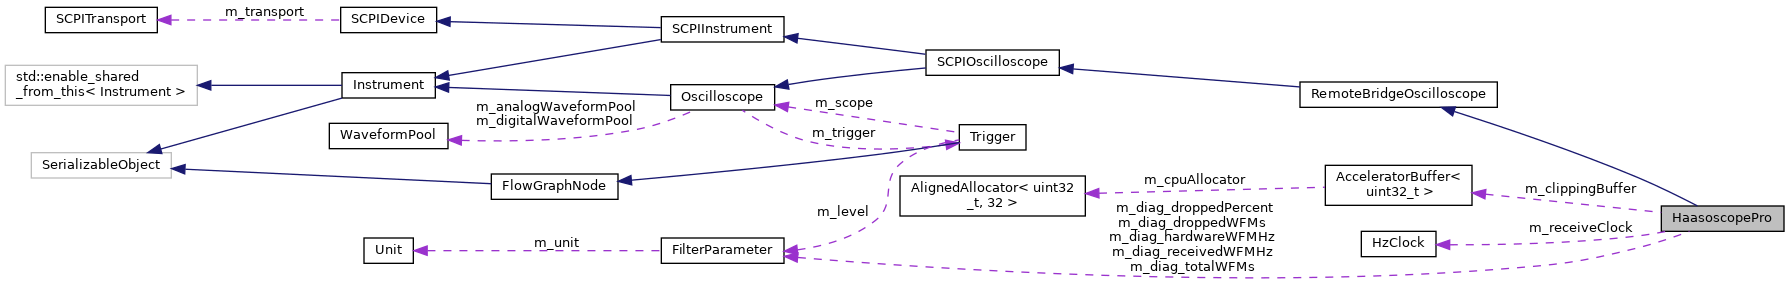 SCPITransport
m_transport
SCPIDevice
SCPIInstrument
SCPIOscilloscope
std::enable_shared
_from_this< Instrument >
Instrument
Oscilloscope
m_scope
RemoteBridgeOscilloscope
m_analogWaveformPool
m_digitalWaveformPool
WaveformPool
m_trigger
Trigger
SerializableObject
FlowGraphNode
AlignedAllocator< uint32
_t, 32 >
m_cpuAllocator
AcceleratorBuffer<
uint32_t >
m_clippingBuffer
HaasoscopePro
m_level
m_diag_droppedPercent
m_diag_droppedWFMs
m_diag_hardwareWFMHz
m_diag_receivedWFMHz
m_diag_totalWFMs
HzClock
m_receiveClock
Unit
m_unit
FilterParameter